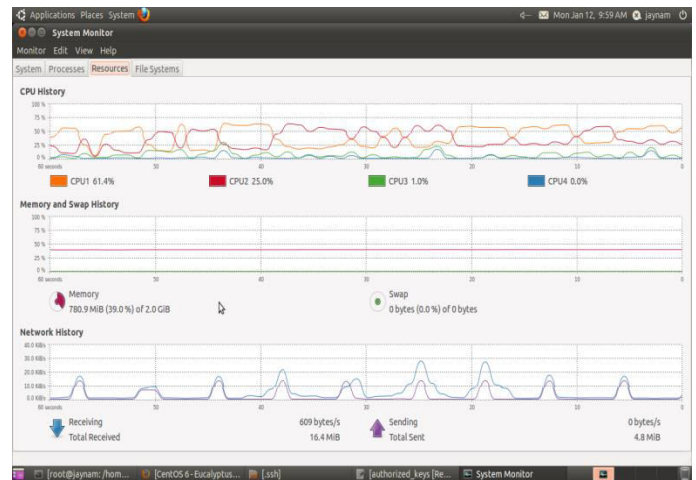 Applications Places System Mon Jan 12, 9:59 AM jaynam
System Monitor
Monitor Edit View Help
System Processes Resources File Systems
CPU History
100 %
75 %
50 %
25 %
0 %
60 seconds 50 40 30 20 10 0
CPU1 61.4% CPU2 25.0% CPU3 1.0% CPU4 0.0%
Memory and Swap History
100 %
75 %
50 %
25 %
0 %
60 seconds 50 40 30 20 10 0
Memory Swap
780.9 MiB (39.0 %) of 2.0 GiB 0 bytes (0.0 %) of 0 bytes
Network History
40.0 KiB/s
30.0 KiB/s
20.0 KiB/s
10.0 KiB/s
0.0 KiB/s
60 seconds 50 40 30 20 10 0
Receiving 609 bytes/s Sending 0 bytes/s
Total Received 16.4 MiB Total Sent 4.8 MiB
[root@jaynam: /hom... [CentOS 6 - Eucalyptus... [.ssh] [authorized_keys [Re... System Monitor